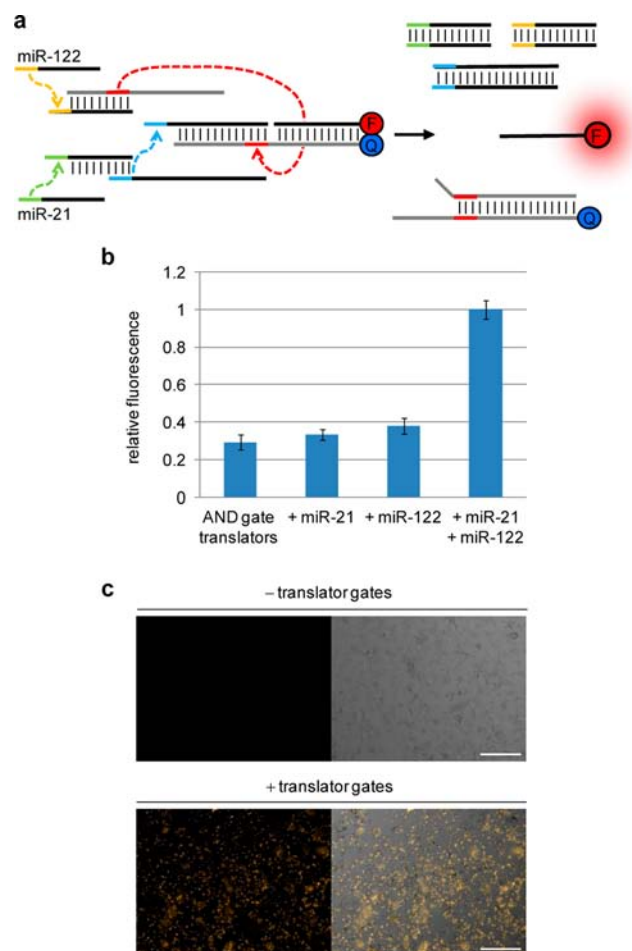 a
miR-122
F
Q
miR-21
F
Q
b
1.2
1
0.8
0.6
0.4
0.2
0
relative fluorescence
AND gate translators
+ miR-21
+ miR-122
+ miR-21
+ miR-122
c
– translator gates
+ translator gates